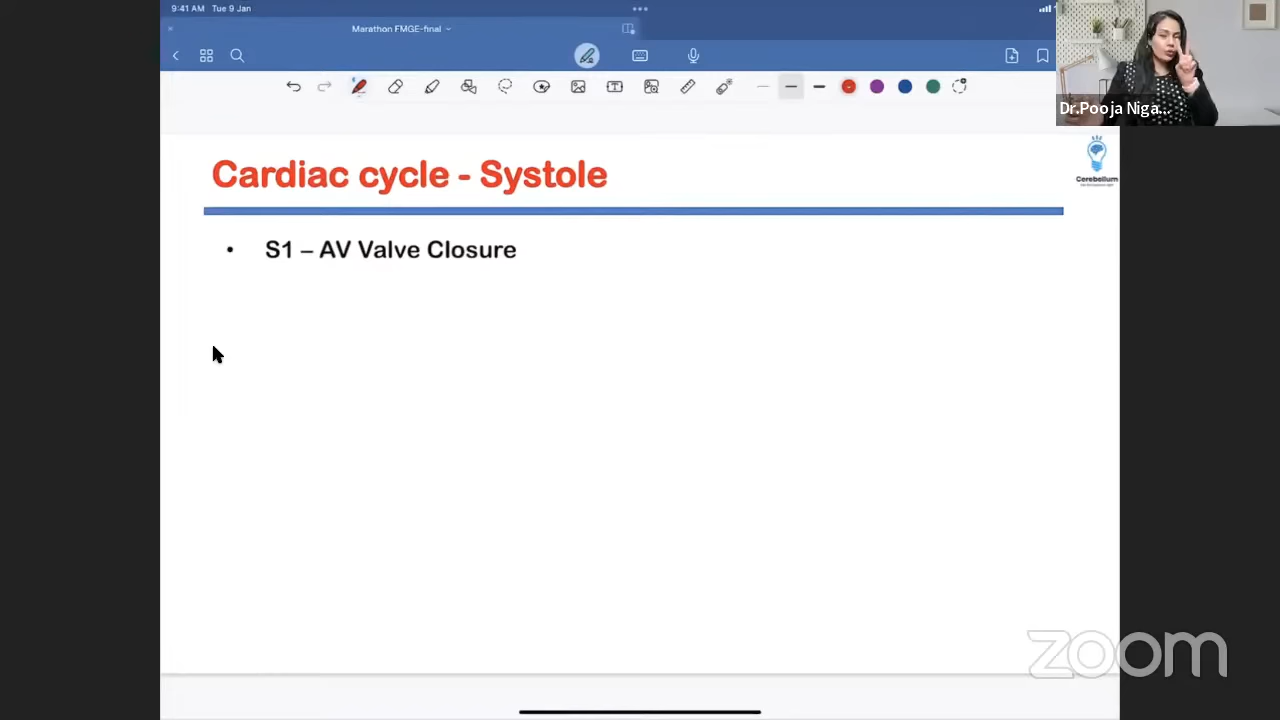 9:41 AM Tue 9 Jan
Marathon FMGE-final
Dr.Pooja Niga...
Cardiac cycle - Systole
Cerebellum
• S1 – AV Valve Closure
zoom